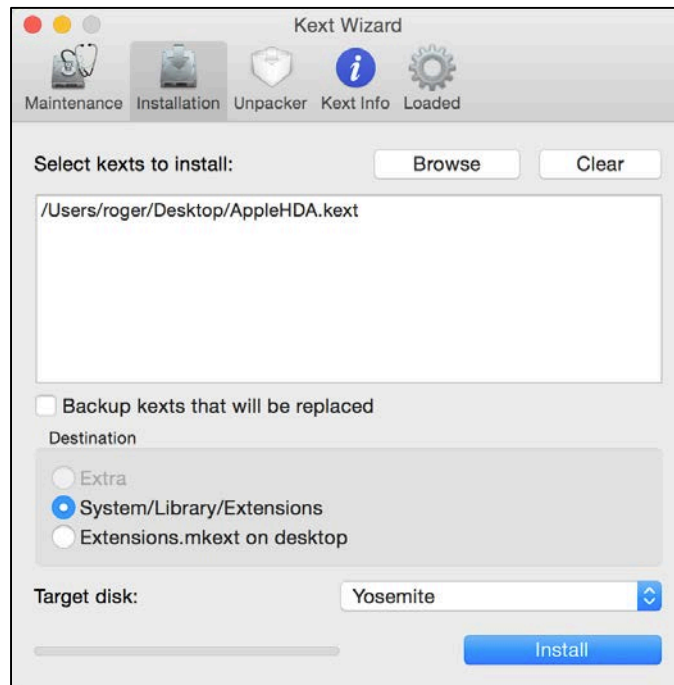 Kext Wizard
Maintenance Installation Unpacker Kext Info Loaded
Select kexts to install: Browse Clear
/Users/roger/Desktop/AppleHDA.kext
Backup kexts that will be replaced
Destination
Extra
System/Library/Extensions
Extensions.mkext on desktop
Target disk: Yosemite
Install